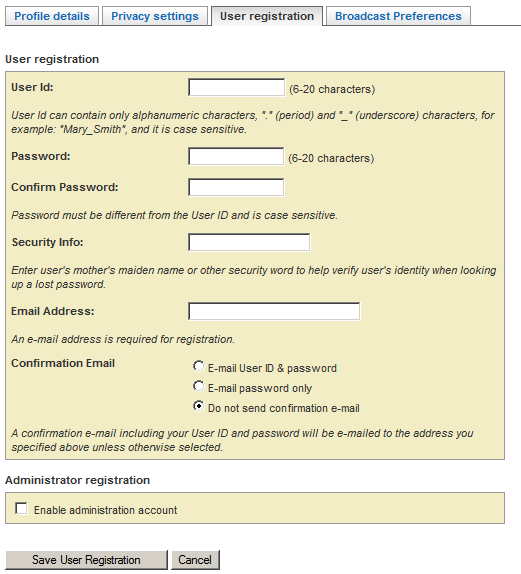 Profile details Privacy settings User registration Broadcast Preferences
User registration
User Id: (6-20 characters)
User Id can contain only alphanumeric characters, "." (period) and "_" (underscore) characters, for
example: "Mary_Smith", and it is case sensitive.
Password: (6-20 characters)
Confirm Password:
Password must be different from the User ID and is case sensitive.
Security Info:
Enter user's mother's maiden name or other security word to help verify user's identity when looking
up a lost password.
Email Address:
An e-mail address is required for registration.
Confirmation Email
E-mail User ID & password
E-mail password only
Do not send confirmation e-mail
A confirmation e-mail including your User ID and password will be e-mailed to the address you
specified above unless otherwise selected.
Administrator registration
Enable administration account
Save User Registration Cancel